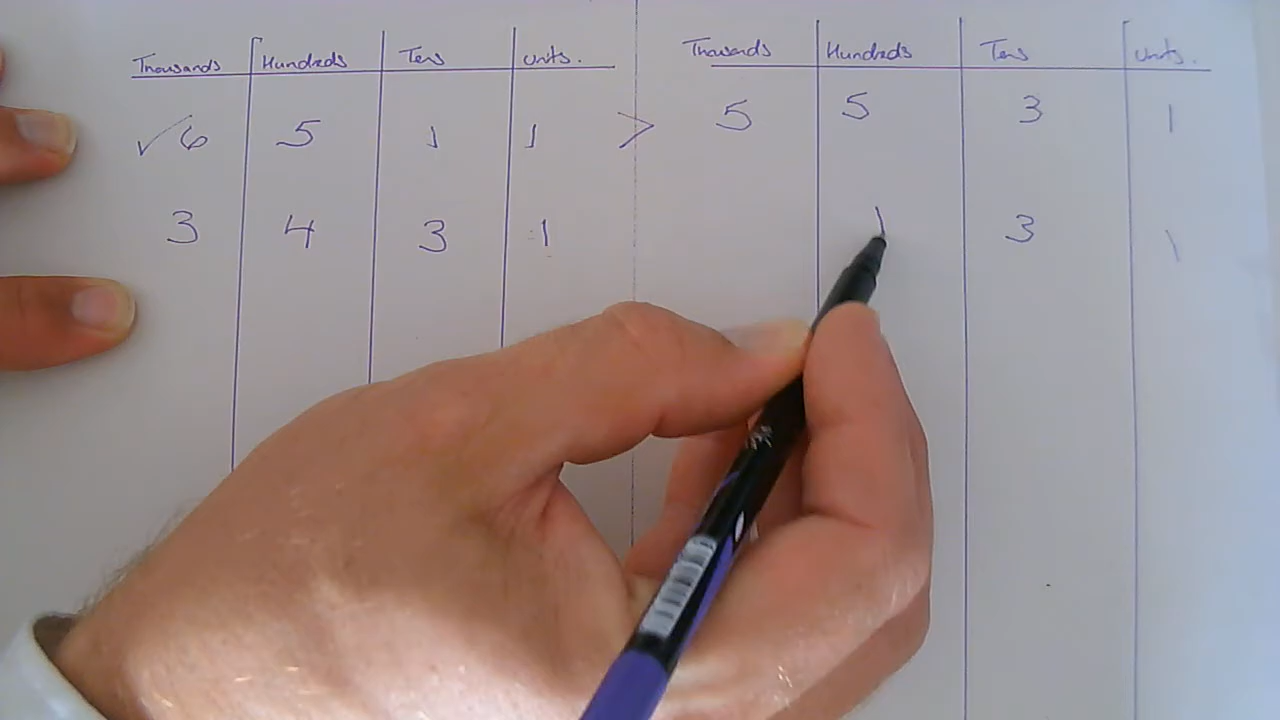 Thousands Hundreds Tens Units. Thousands Hundreds Tens Units.
✓6 5 1 1 > 5 5 3 1
3 4 3 1 1 3 1